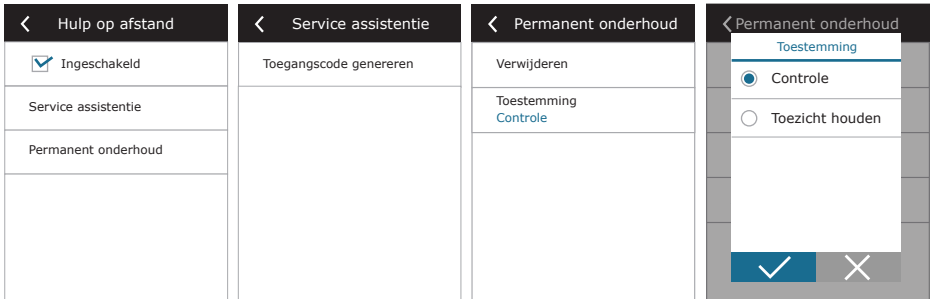 Hulp op afstand
Ingeschakeld
Service assistentie
Permanent onderhoud
Service assistentie
Toegangscode genereren
Permanent onderhoud
Verwijderen
Toestemming
Controle
Permanent onderhoud
Toestemming
Controle
Toezicht houden